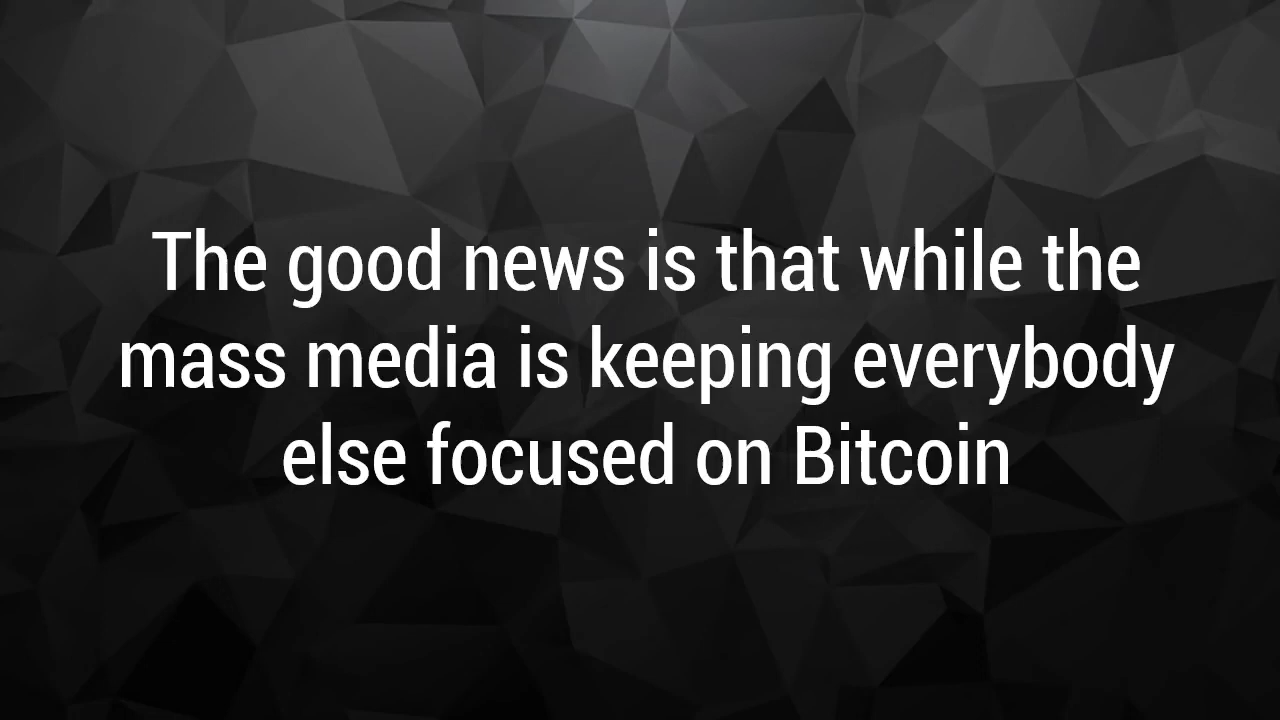 The good news is that while the
mass media is keeping everybody
else focused on Bitcoin